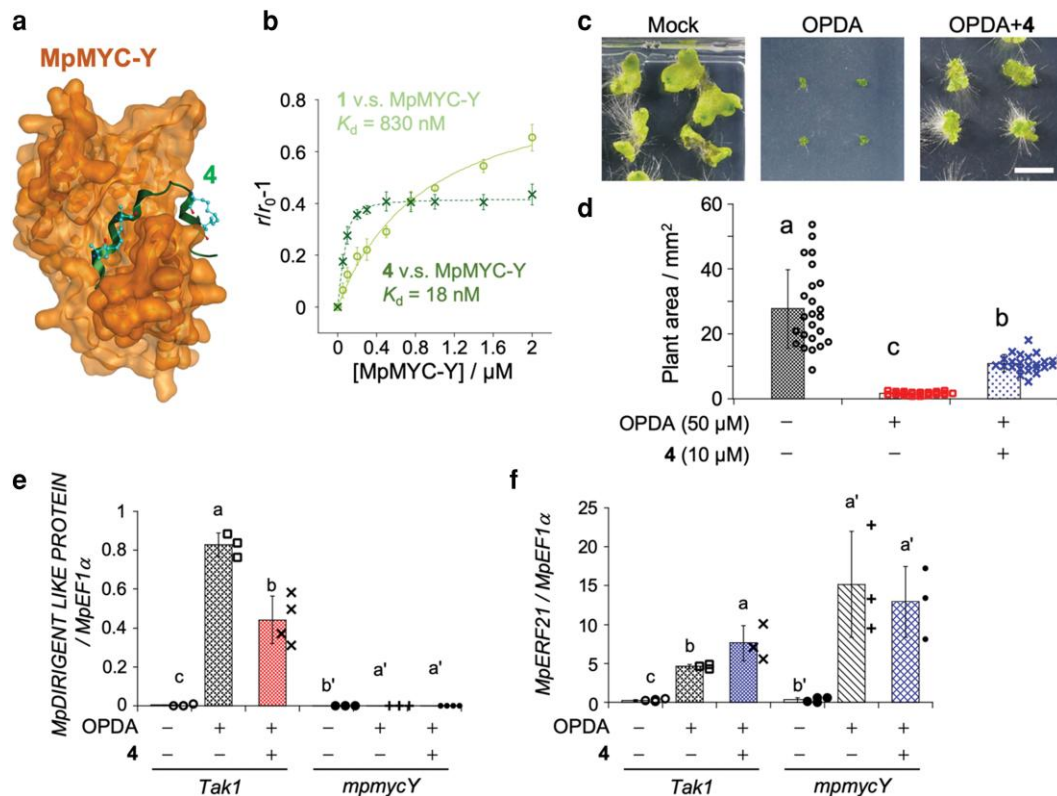 a
MpMYC-Y
4
b
0.8
0.6
0.4
0.2
0
r/r₀-1
1 v.s. MpMYC-Y
Kd = 830 nM
4 v.s. MpMYC-Y
Kd = 18 nM
0 0.4 0.8 1.2 1.6 2
[MpMYC-Y] / µM
c
Mock OPDA OPDA+4
d
Plant area / mm²
60
50
40
30
20
10
0
a
c
b
OPDA (50 µM) – + +
4 (10 µM) – – +
e
MpDIRIGENT LIKE PROTEIN
/ MpEF1α
1
0.8
0.6
0.4
0.2
0
c a b b' a' a'
OPDA – + + – + +
4 – – + – – +
Tak1 mpmycY
f
MpERF21 / MpEF1α
25
20
15
10
5
0
c b a b' a' a'
OPDA – + + – + +
4 – – + – – +
Tak1 mpmycY